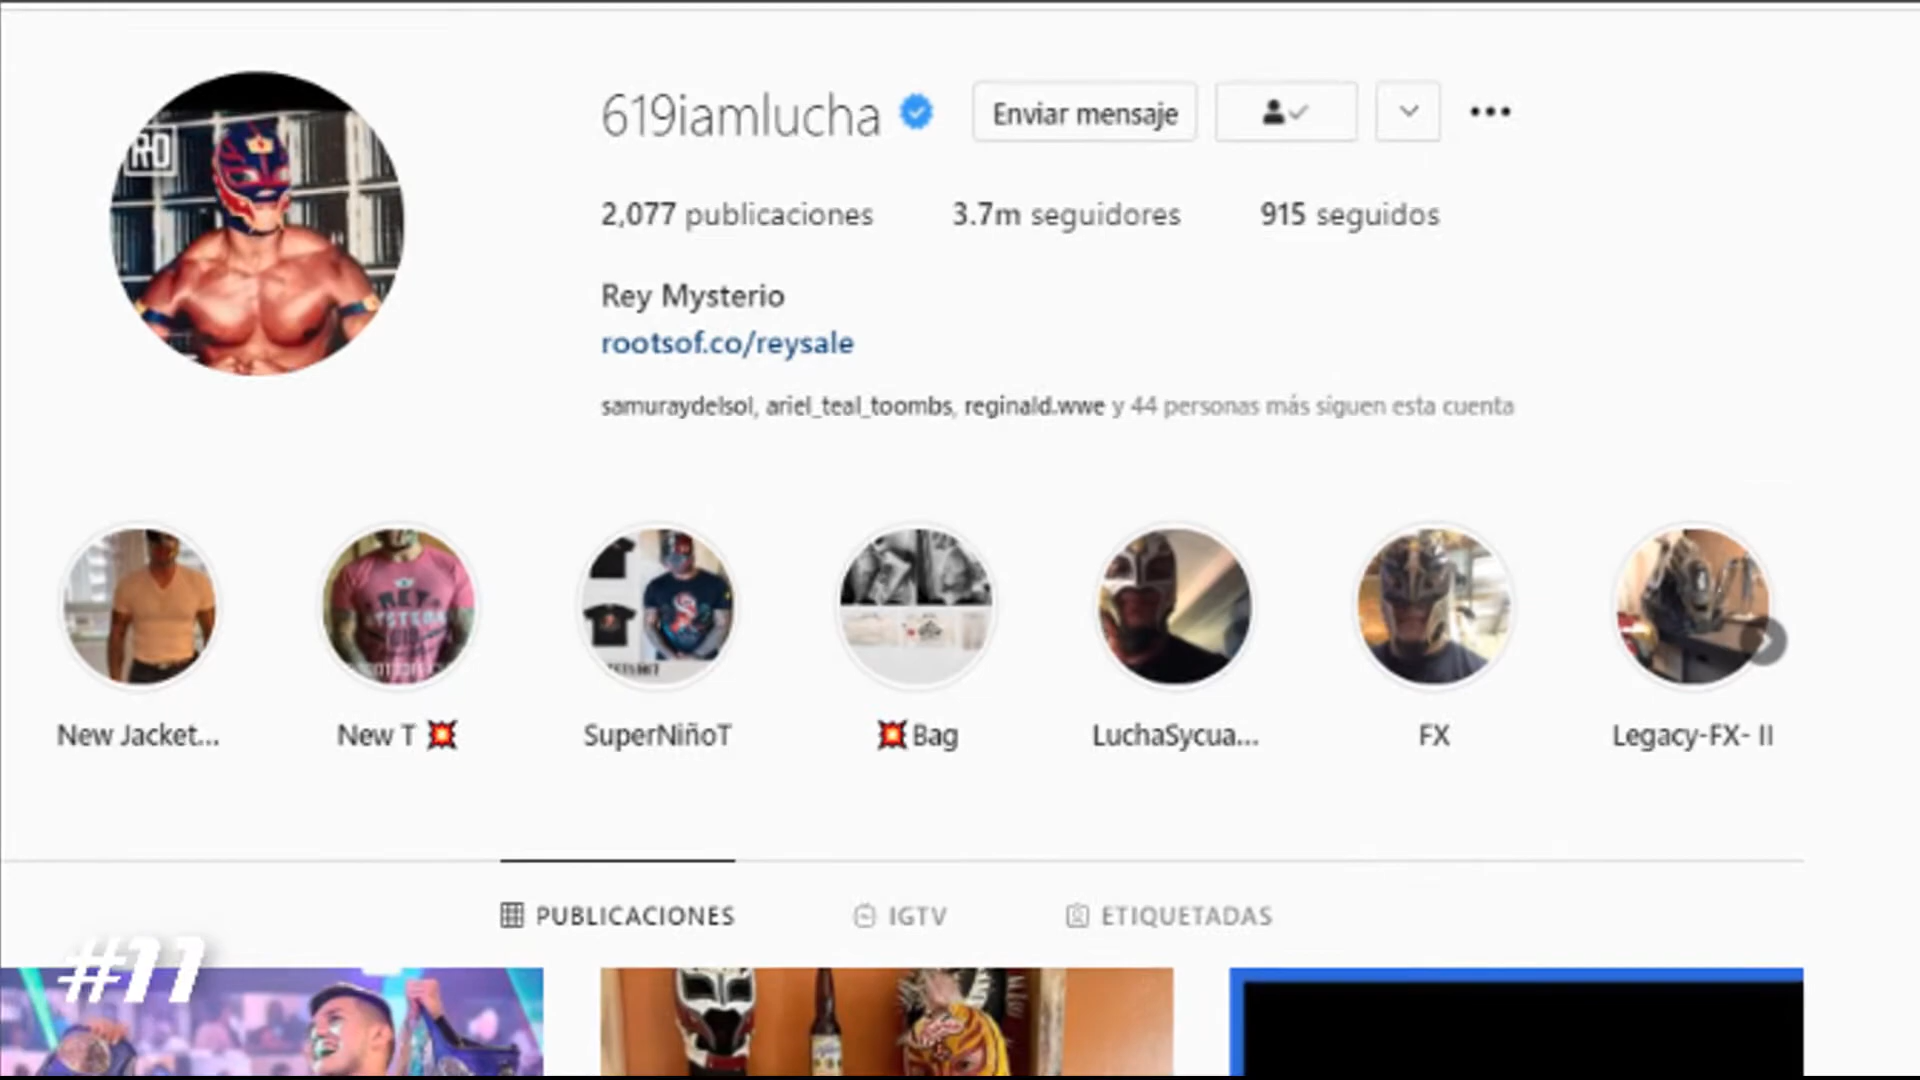 619iamlucha
Enviar mensaje
2,077 publicaciones
3.7m seguidores
915 seguidos
Rey Mysterio
rootsof.co/reysale
samuraydelsol, ariel_teal_toombs, reginald.wwe y 44 personas más siguen esta cuenta
New Jacket...
New T
SuperNiñoT
Bag
LuchaSycua...
FX
Legacy-FX- II
PUBLICACIONES
IGTV
ETIQUETADAS
#11